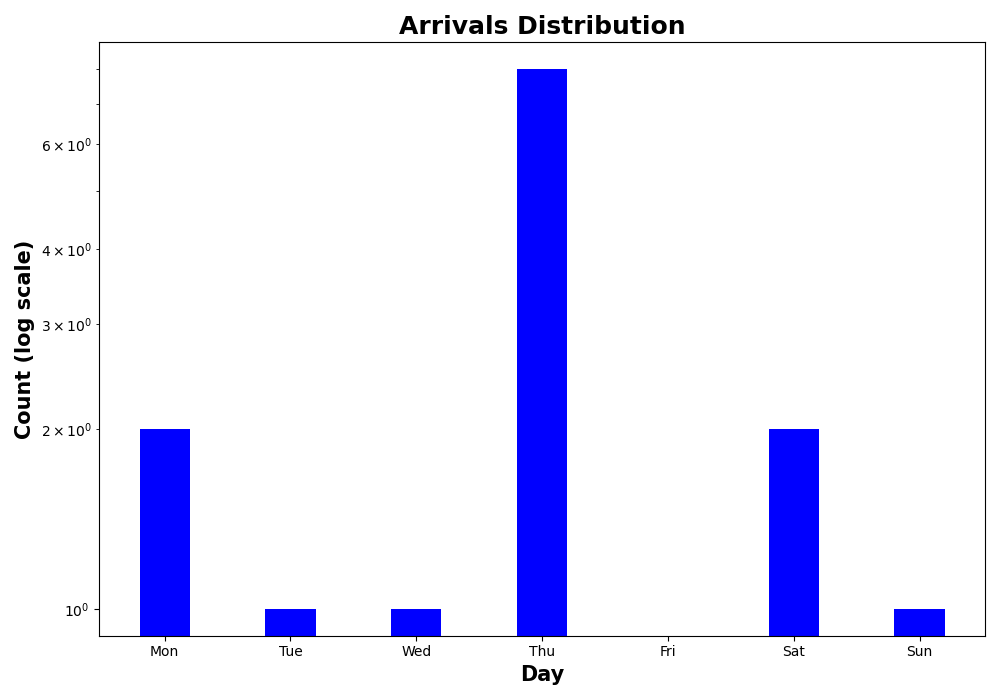 Arrivals Distribution
Count (log scale)
6 × 10⁰
4 × 10⁰
3 × 10⁰
2 × 10⁰
10⁰
Mon Tue Wed Thu Fri Sat Sun
Day